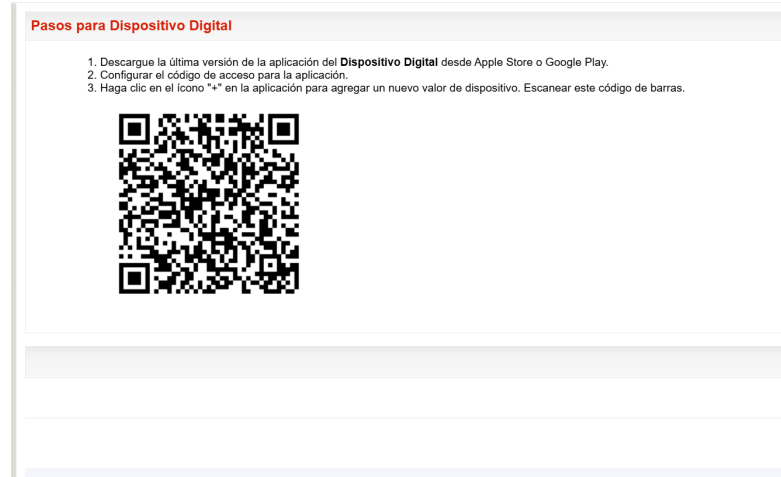 Pasos para Dispositivo Digital
1. Descargue la última versión de la aplicación del Dispositivo Digital desde Apple Store o Google Play.
2. Configurar el código de acceso para la aplicación.
3. Haga clic en el ícono "+" en la aplicación para agregar un nuevo valor de dispositivo. Escanear este código de barras.